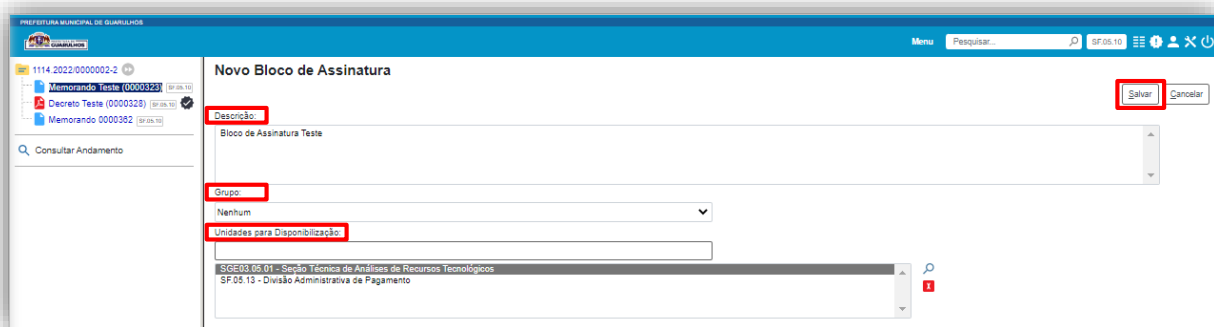 PREFEITURA MUNICIPAL DE GUARULHOS
GUARULHOS
Menu Pesquisar... SF.05.10
1114.2022/0000002-2
Memorando Teste (0000323) SF.05.10
Decreto Teste (0000328) SF.05.10
Memorando 0000362 SF.05.10
Consultar Andamento
Novo Bloco de Assinatura
Salvar Cancelar
Descrição:
Bloco de Assinatura Teste
Grupo:
Nenhum
Unidades para Disponibilização:
SGE03.05.01 - Seção Técnica de Análises de Recursos Tecnológicos
SF.05.13 - Divisão Administrativa de Pagamento